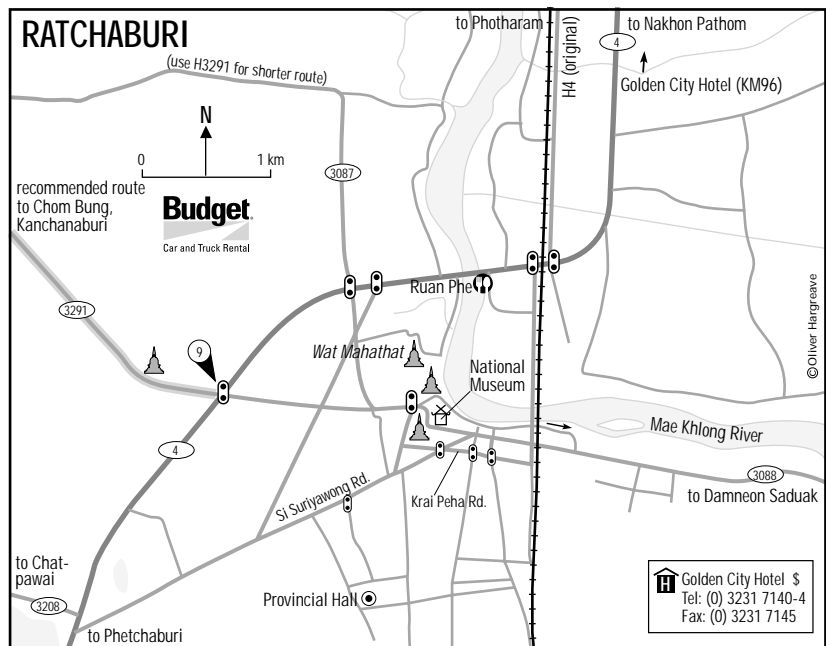 RATCHABURI
to Photharam
H4 (original)
to Nakhon Pathom
4
Golden City Hotel (KM96)
(use H3291 for shorter route)
N
0 1 km
3087
recommended route
to Chom Bung,
Kanchanaburi
Budget
Car and Truck Rental
3291
Ruan Phe
©Oliver Hargreave
Wat Mahathat
9
National
Museum
Mae Khlong River
4
Si Suriyawong Rd.
Krai Peha Rd.
3088
to Damneon Saduak
to Chat-
pawai
3208
Provincial Hall
to Phetchaburi
H
Golden City Hotel $
Tel: (0) 3231 7140-4
Fax: (0) 3231 7145